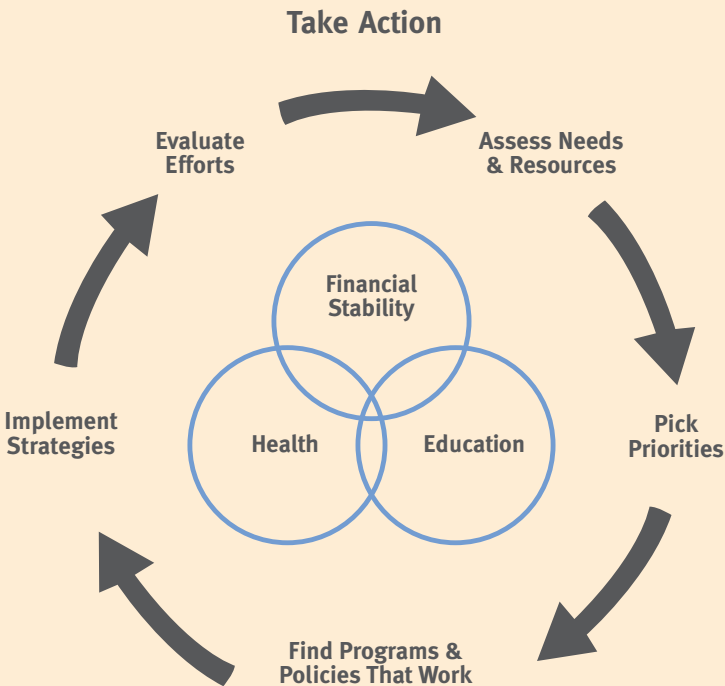 Take Action
Evaluate
Efforts
Assess Needs
& Resources
Financial
Stability
Implement
Strategies
Health
Education
Pick
Priorities
Find Programs &
Policies That Work